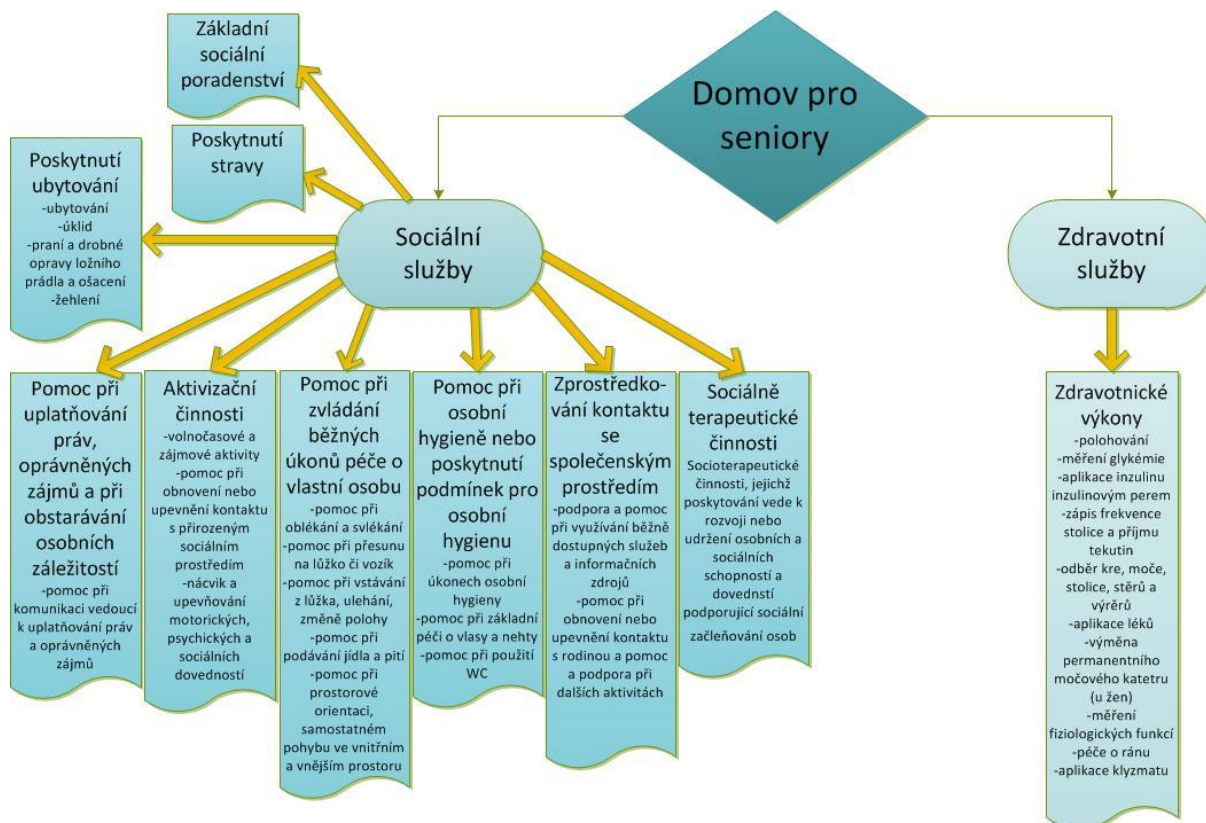 Domov pro
seniory
Sociální
služby
Zdravotní
služby
Základní
sociální
poradenství
Poskytnutí
stravy
Poskytnutí
ubytování
-ubytování
-úklid
-praní a drobné
opravy ložního
prádla a ošacení
-žehlení
Pomoc při
uplatňování
práv,
oprávněných
zájmů a při
obstarávání
osobních
záležitostí
-pomoc při
komunikaci vedoucí
k uplatňování práv
a oprávněných
zájmů
Aktivizační
činnosti
-volnočasové a
zájmové aktivity
-pomoc při
obnovení nebo
upevnění kontaktu
s přirozeným
sociálním
prostředím
-nácvik a
upevňování
motorických,
psychických a
sociálních
dovedností
Pomoc při
zvládání
běžných
úkonů péče o
vlastní osobu
-pomoc při
oblékání a svlékání
-pomoc při přesunu
na lůžko či vozík
-pomoc při vstávání
z lůžka, ulehání,
změně polohy
-pomoc při
podávání jídla a pití
-pomoc při
prostorové
orientaci,
samostatném
pohybu ve vnitřním
a vnějším prostoru
Pomoc při
osobní
hygieně nebo
poskytnutí
podmínek pro
osobní
hygienu
-pomoc při
úkonech osobní
hygieny
-pomoc při základní
péči o vlasy a nehty
-pomoc při použití
WC
Zprostředko-
vání kontaktu
se
společenským
prostředím
-podpora a pomoc
při využívání běžně
dostupných služeb
a informačních
zdrojů
-pomoc při
obnovení nebo
upevnění kontaktu
s rodinou a pomoc
a podpora při
dalších aktivitách
Sociálně
terapeutické
činnosti
Socioterapeutické
činnosti, jejichž
poskytování vede k
rozvoji nebo
udržení osobních a
sociálních
schopností a
dovedností
podporující sociální
začleňování osob
Zdravotnické
výkony
-polohování
-měření glykémie
-aplikace inzulinu
inzulinovým perem
-zápis frekvence
stolice a příjmu
tekutin
-odběr kre, moče,
stolice, stěrů a
výrěrů
-aplikace léků
-výměna
permanentního
močového katetru
(u žen)
-měření
fiziologických funkcí
-péče o ránu
-aplikace klyzmatu